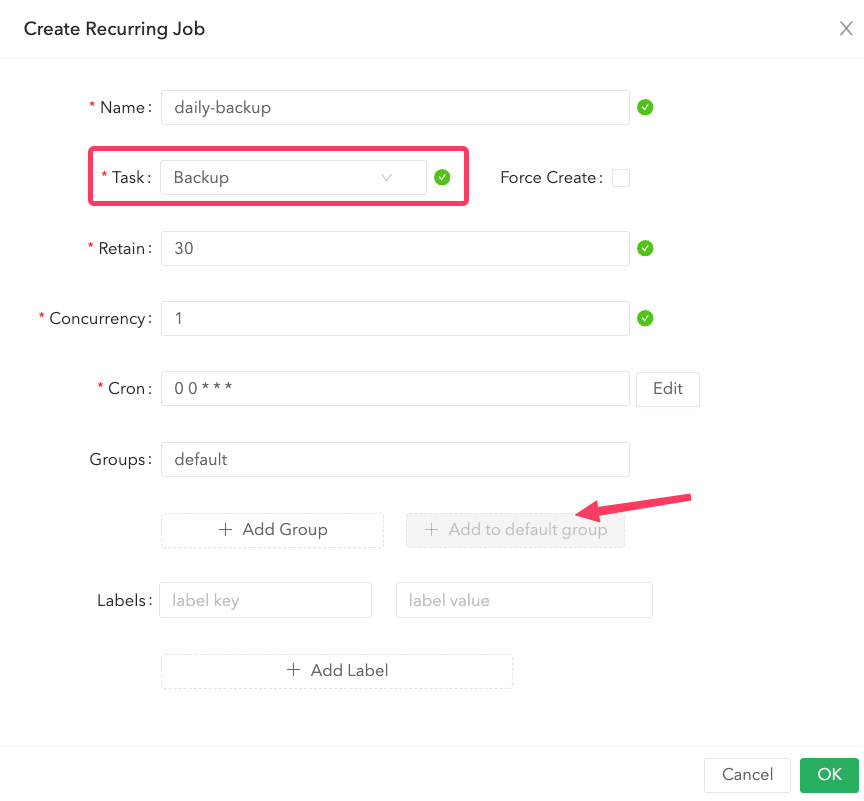 Create Recurring Job
* Name: daily-backup
* Task: Backup Force Create:
* Retain: 30
* Concurrency: 1
* Cron: 0 0 * * * Edit
Groups: default
+ Add Group + Add to default group
Labels: label key label value
+ Add Label
Cancel OK